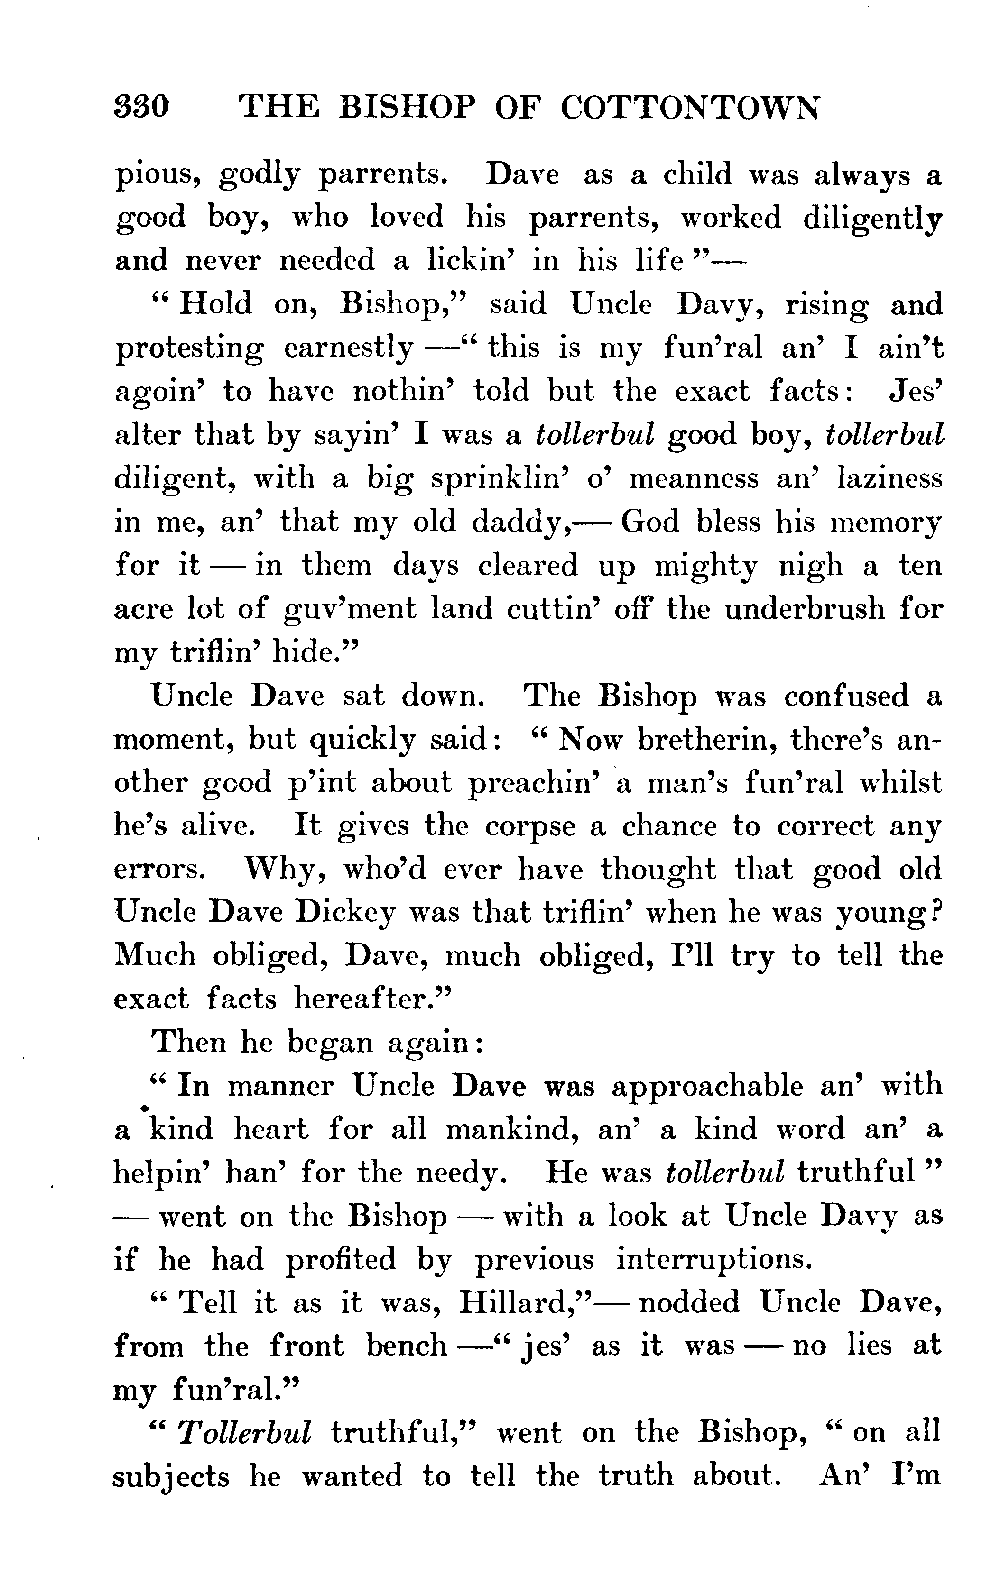 330 THE BISHOP OF COTTONTOWN
pious, godly parrents. Dave as a child was always a
good boy, who loved his parrents, worked diligently
and never needed a lickin' in his life "—
" Hold on, Bishop," said Uncle Davy, rising and
protesting earnestly —" this is my fun'ral an' I ain't
agoin' to have nothin' told but the exact facts: Jes'
alter that by sayin' I was a tollerbul good boy, tollerbul
diligent, with a big sprinklin' o' meanness an' laziness
in me, an' that my old daddy,— God bless his memory
for it — in them days cleared up mighty nigh a ten
acre lot of guv'ment land cuttin' off the underbrush for
my triflin' hide."
Uncle Dave sat down. The Bishop was confused a
moment, but quickly said: " Now bretherin, there's an-
other good p'int about preachin' a man's fun'ral whilst
he's alive. It gives the corpse a chance to correct any
errors. Why, who'd ever have thought that good old
Uncle Dave Dickey was that triflin' when he was young?
Much obliged, Dave, much obliged, I'll try to tell the
exact facts hereafter."
Then he began again:
" In manner Uncle Dave was approachable an' with
a kind heart for all mankind, an' a kind word an' a
helpin' han' for the needy. He was tollerbul truthful "
— went on the Bishop — with a look at Uncle Davy as
if he had profited by previous interruptions.
" Tell it as it was, Hillard,"— nodded Uncle Dave,
from the front bench —" jes' as it was — no lies at
my fun'ral."
" Tollerbul truthful," went on the Bishop, " on all
subjects he wanted to tell the truth about. An' I'm